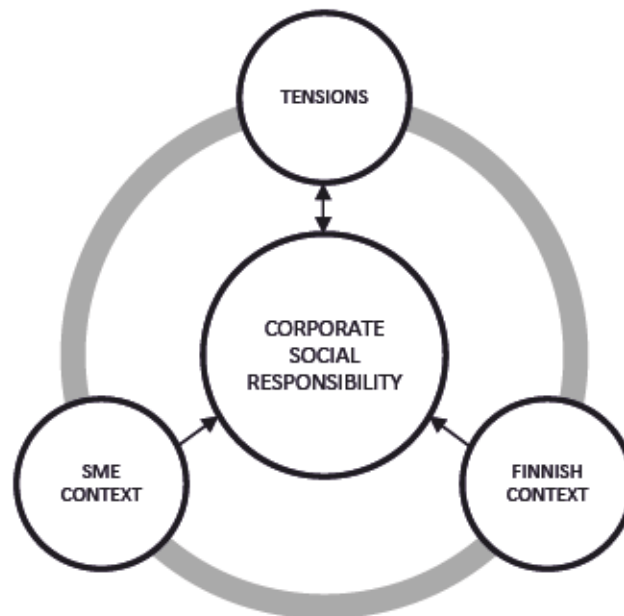 TENSIONS
CORPORATE
SOCIAL
RESPONSIBILITY
SME
CONTEXT
FINNISH
CONTEXT